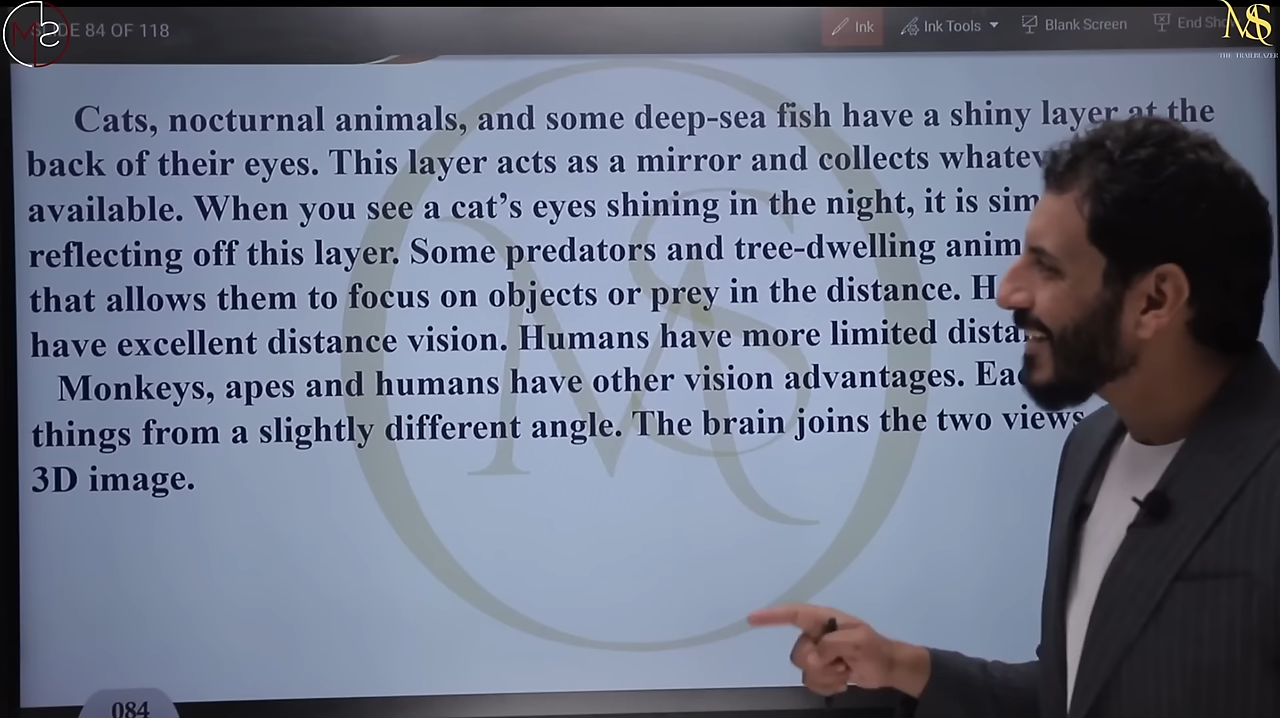 SLIDE 84 OF 118
Ink
Ink Tools
Blank Screen
End
MS
THE TRAILBLAZER
Cats, nocturnal animals, and some deep-sea fish have a shiny layer at the
back of their eyes. This layer acts as a mirror and collects
available. When you see a cat's eyes shining in the night, it is
reflecting off this layer. Some predators and tree-dwelling
that allows them to focus on objects or prey in the distance.
have excellent distance vision. Humans have more limited
Monkeys, apes and humans have other vision advantages.
things from a slightly different angle. The brain joins the two views
3D image.
MS
084